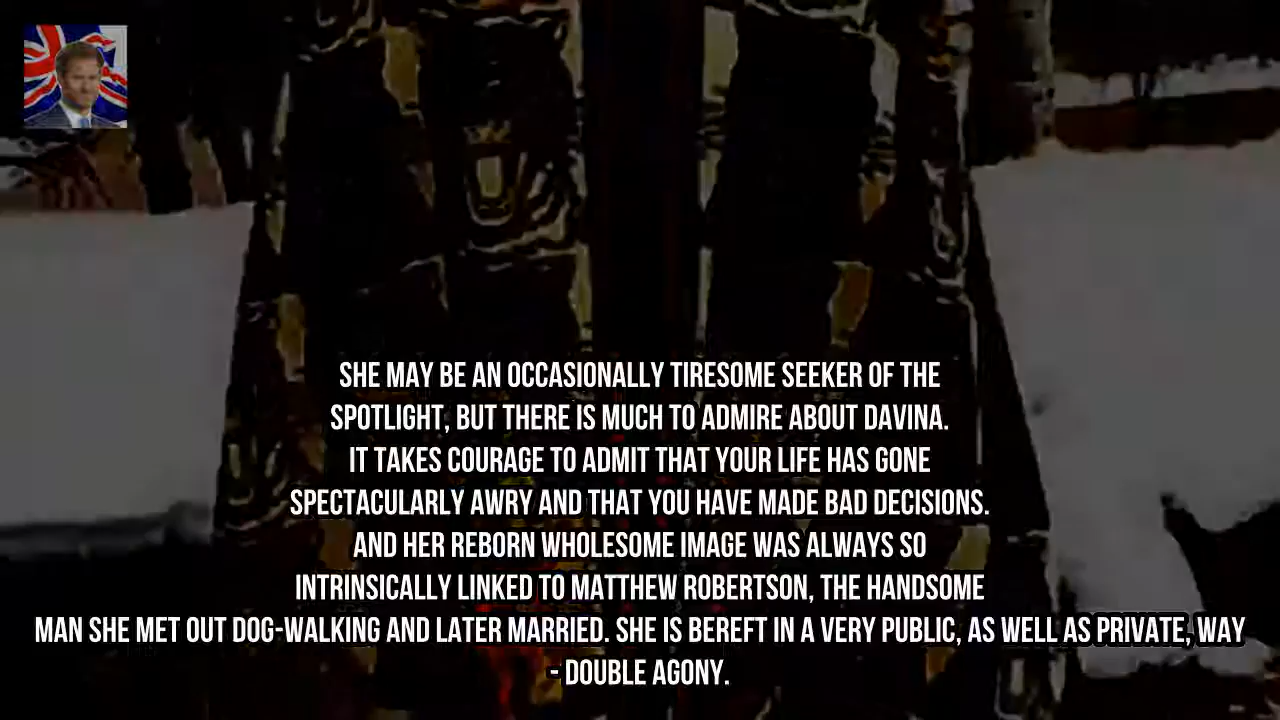 SHE MAY BE AN OCCASIONALLY TIRESOME SEEKER OF THE
SPOTLIGHT, BUT THERE IS MUCH TO ADMIRE ABOUT DAVINA.
IT TAKES COURAGE TO ADMIT THAT YOUR LIFE HAS GONE
SPECTACULARLY AWRY AND THAT YOU HAVE MADE BAD DECISIONS.
AND HER REBORN WHOLESOME IMAGE WAS ALWAYS SO
INTRINSICALLY LINKED TO MATTHEW ROBERTSON, THE HANDSOME
MAN SHE MET OUT DOG-WALKING AND LATER MARRIED. SHE IS BEREFT IN A VERY PUBLIC, AS WELL AS PRIVATE, WAY
- DOUBLE AGONY.